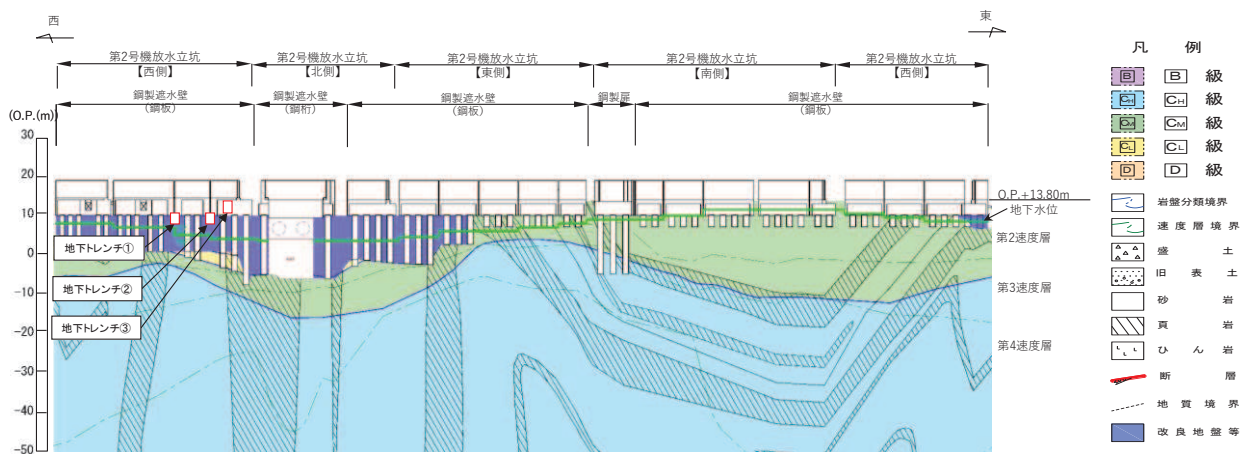 西
東
第2号機放水立坑
【西側】
第2号機放水立坑
【北側】
第2号機放水立坑
【東側】
第2号機放水立坑
【南側】
第2号機放水立坑
【西側】
鋼製遮水壁
(鋼板)
鋼製遮水壁
(鋼桁)
鋼製遮水壁
(鋼板)
鋼製扉
鋼製遮水壁
(鋼板)
(O.P.(m))
30
20
10
0
-10
-20
-30
-40
-50
地下トレンチ①
地下トレンチ②
地下トレンチ③
O.P.+13.80m
地下水位
第2速度層
第3速度層
第4速度層
凡 例
B B 級
CH CH 級
CM CM 級
CL CL 級
D D 級
岩盤分類境界
速度層境界
盛土
旧表土
砂岩
頁岩
ひん岩
断層
地質境界
改良地盤等